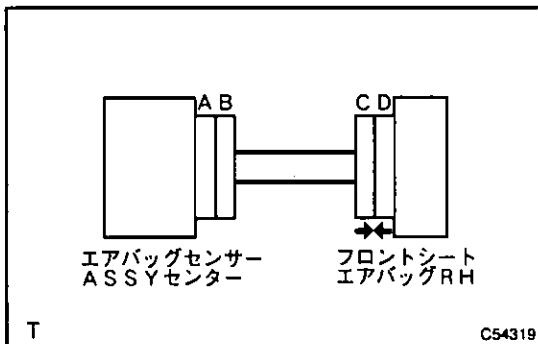 A B C D
エアバッグセンサー
ASSYセンター
フロントシート
エアバッグRH
T
C54319